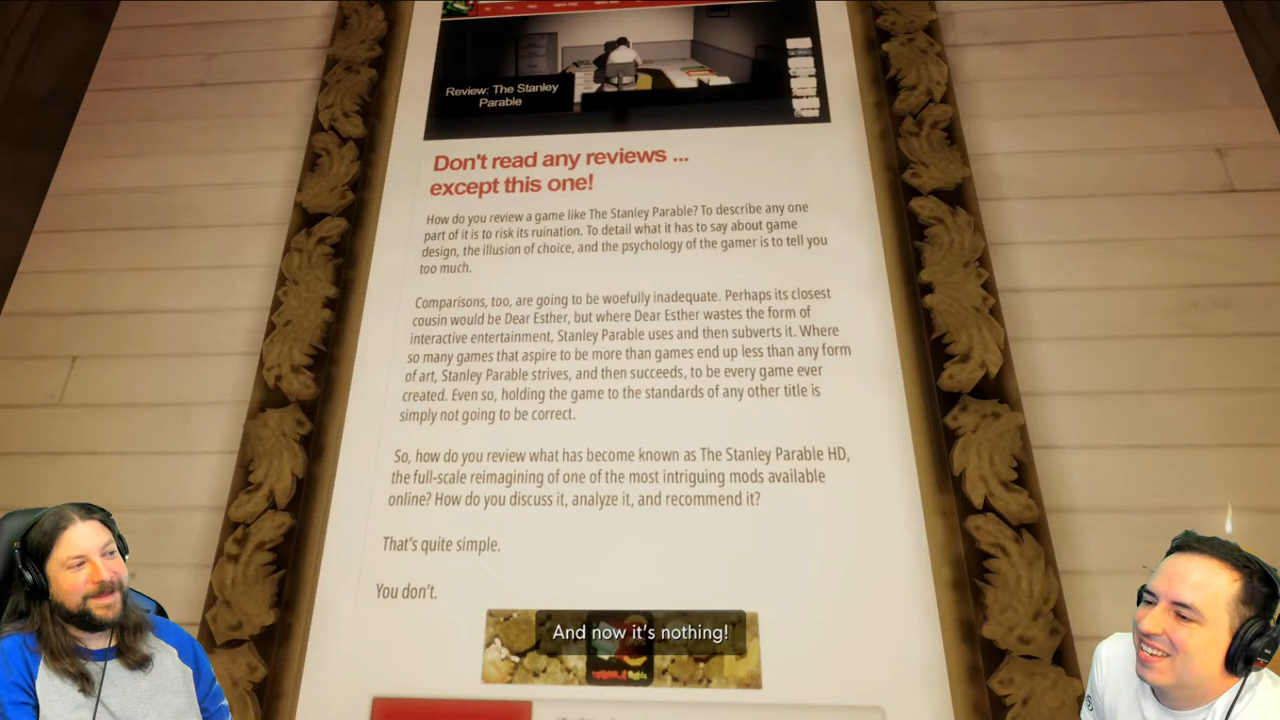 Review: The Stanley
Parable
Don't read any reviews ...
except this one!
How do you review a game like The Stanley Parable? To describe any one
part of it is to risk its ruination. To detail what it has to say about game
design, the illusion of choice, and the psychology of the gamer is to tell you
too much.
Comparisons, too, are going to be woefully inadequate. Perhaps its closest
cousin would be Dear Esther, but where Dear Esther wastes the form of
interactive entertainment, Stanley Parable uses and then subverts it. Where
so many games that aspire to be more than games end up less than any form
of art, Stanley Parable strives, and then succeeds, to be every game ever
created. Even so, holding the game to the standards of any other title is
simply not going to be correct.
So, how do you review what has become known as The Stanley Parable HD,
the full-scale reimagining of one of the most intriguing mods available
online? How do you discuss it, analyze it, and recommend it?
That's quite simple.
You don't.
And now it's nothing!